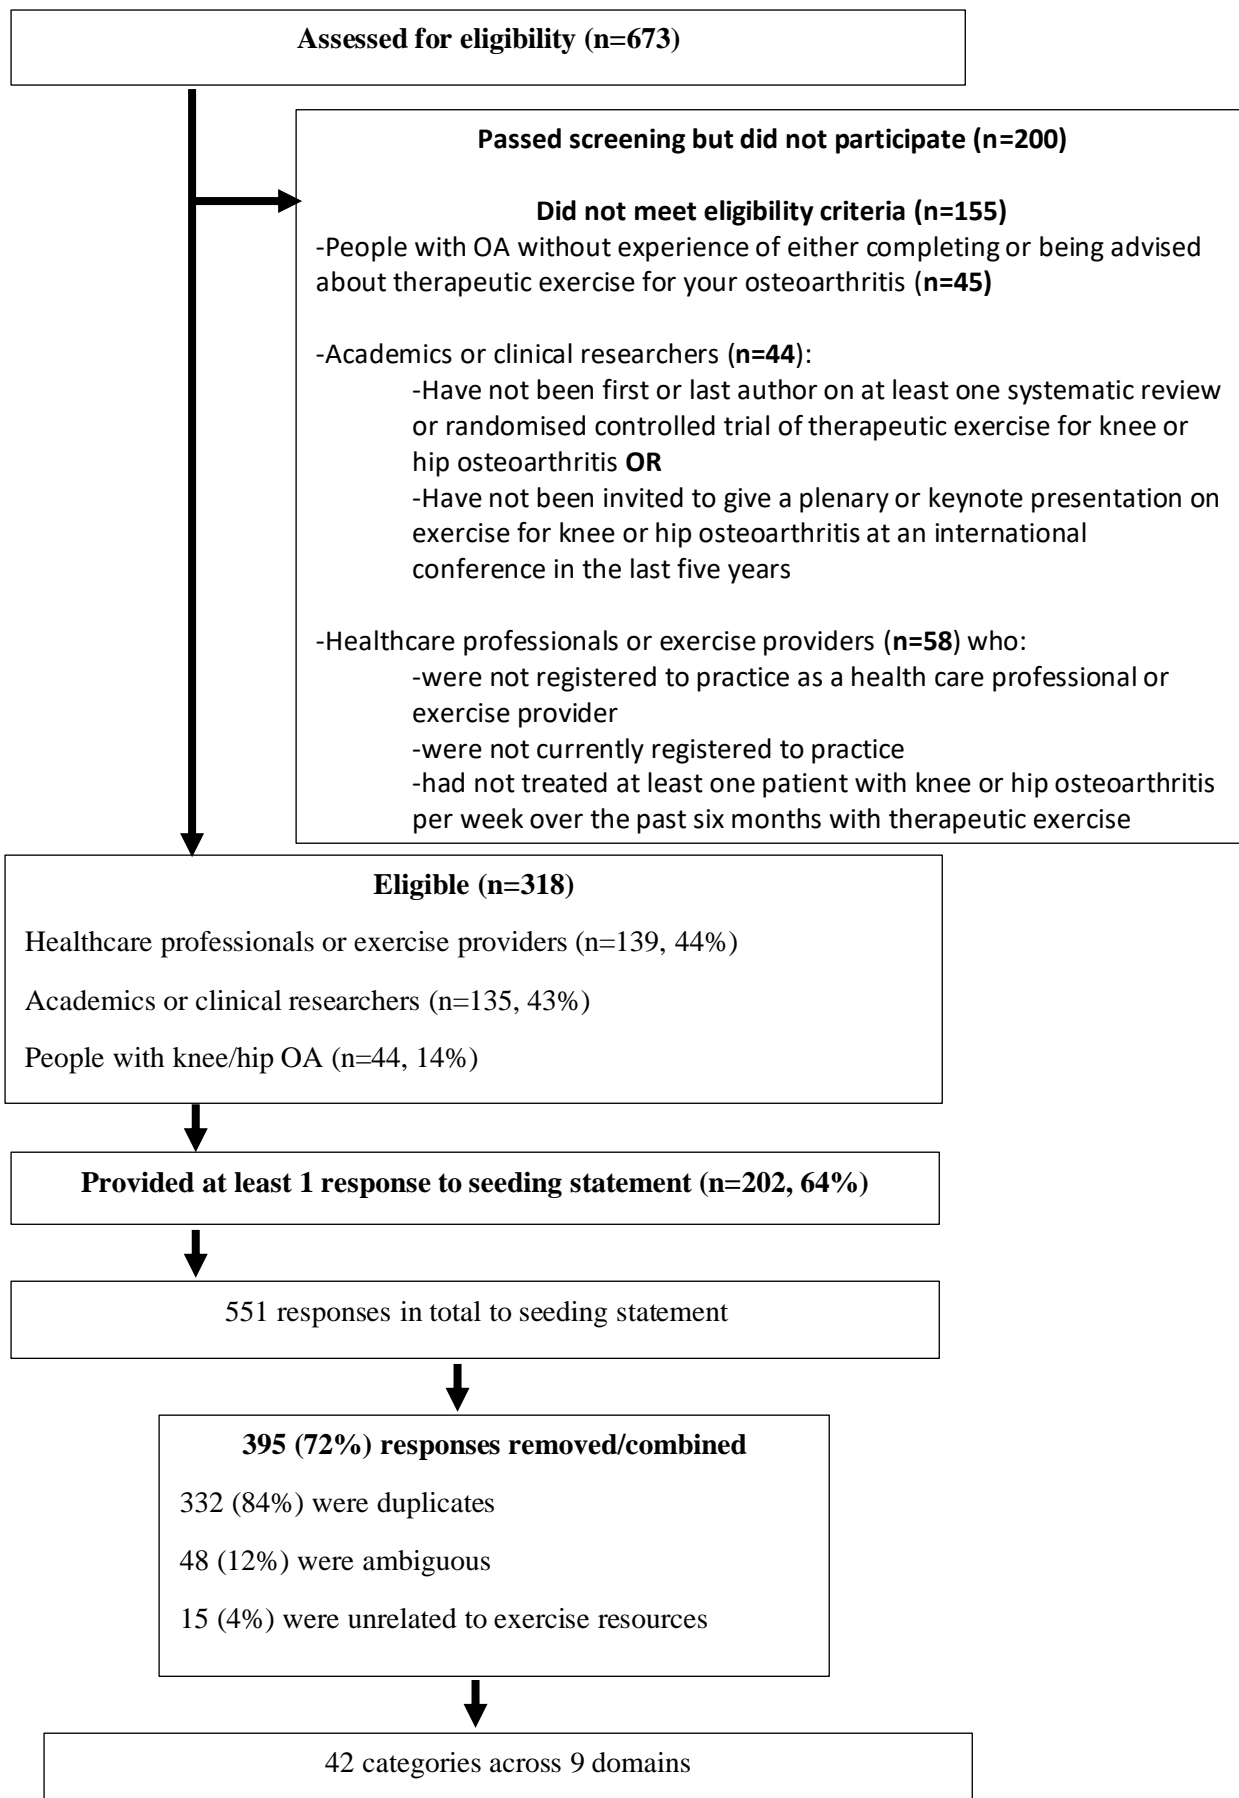 Assessed for eligibility (n=673)
Passed screening but did not participate (n=200)
Did not meet eligibility criteria (n=155)
-People with OA without experience of either completing or being advised
about therapeutic exercise for your osteoarthritis (n=45)
-Academics or clinical researchers (n=44):
-Have not been first or last author on at least one systematic review
or randomised controlled trial of therapeutic exercise for knee or
hip osteoarthritis OR
-Have not been invited to give a plenary or keynote presentation on
exercise for knee or hip osteoarthritis at an international
conference in the last five years
-Healthcare professionals or exercise providers (n=58) who:
-were not registered to practice as a health care professional or
exercise provider
-were not currently registered to practice
-had not treated at least one patient with knee or hip osteoarthritis
per week over the past six months with therapeutic exercise
Eligible (n=318)
Healthcare professionals or exercise providers (n=139, 44%)
Academics or clinical researchers (n=135, 43%)
People with knee/hip OA (n=44, 14%)
Provided at least 1 response to seeding statement (n=202, 64%)
551 responses in total to seeding statement
395 (72%) responses removed/combined
332 (84%) were duplicates
48 (12%) were ambiguous
15 (4%) were unrelated to exercise resources
42 categories across 9 domains